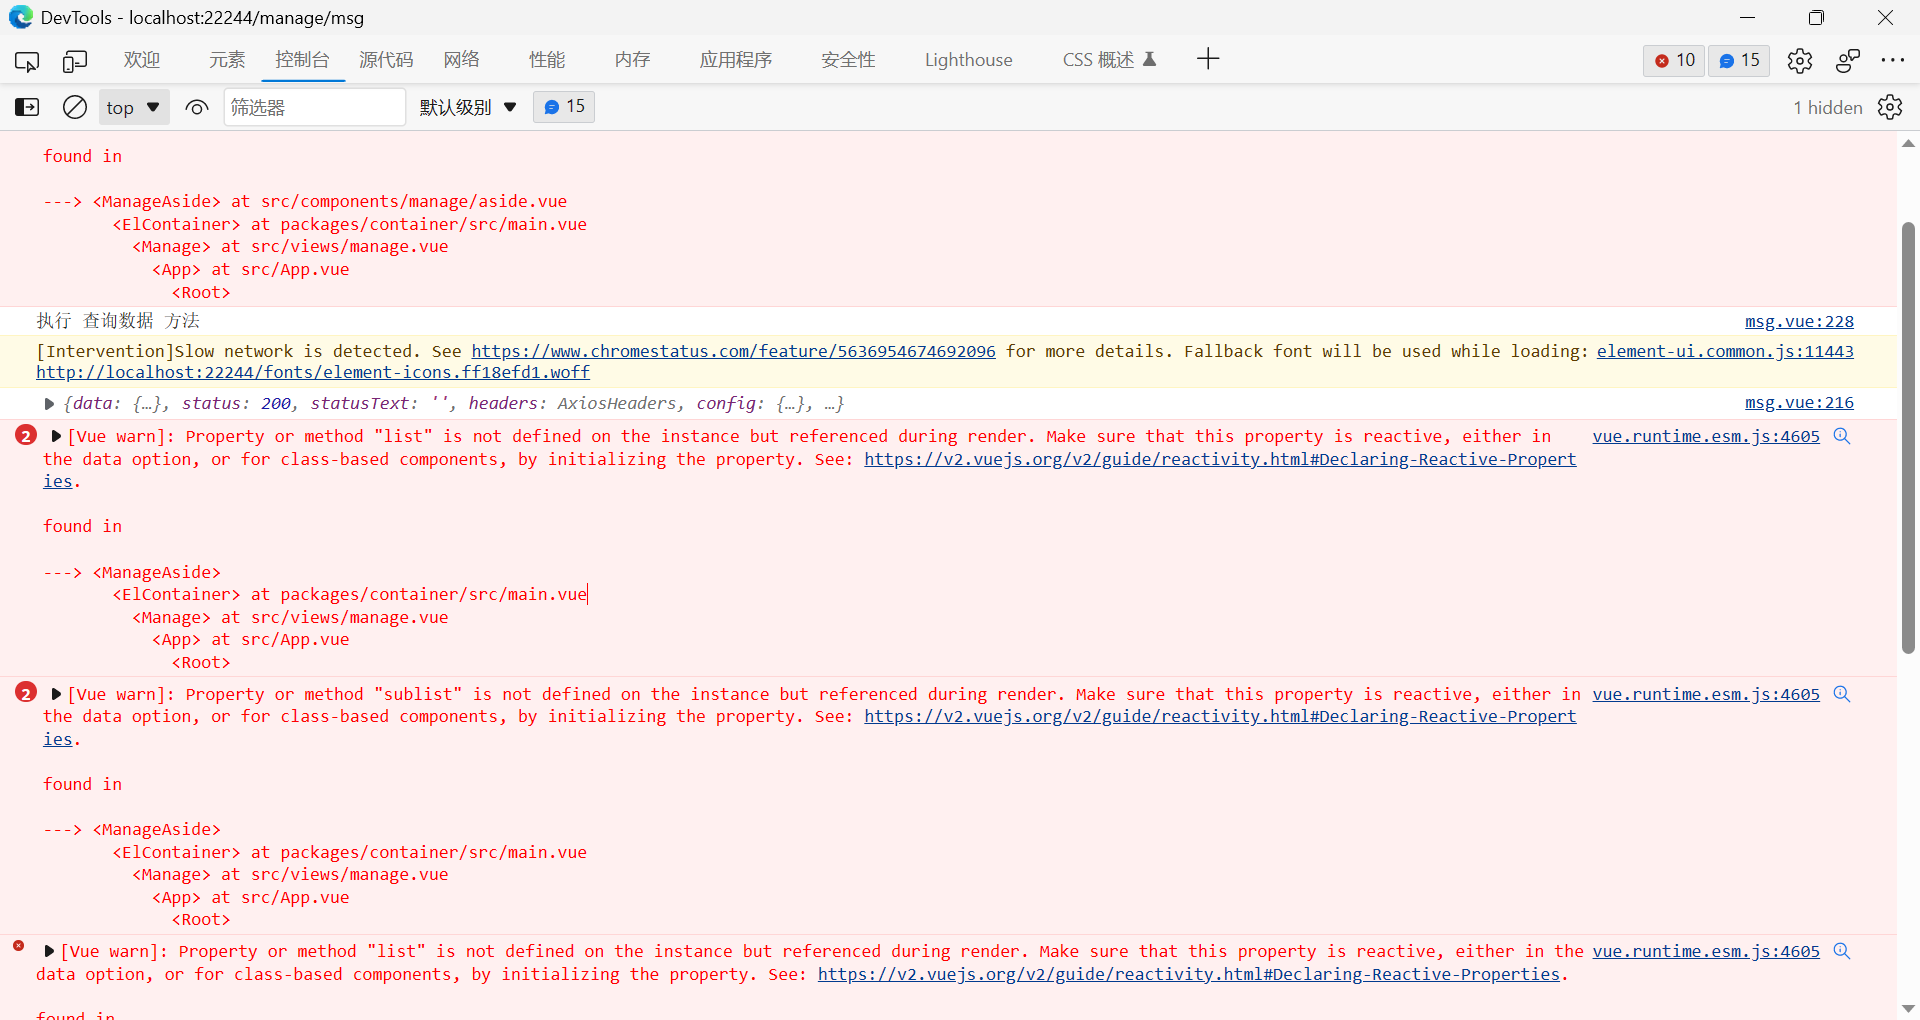 DevTools - localhost:22244/manage/msg
欢迎 元素 控制台 源代码 网络 性能 内存 应用程序 安全性 Lighthouse CSS 概述 10 15
top 筛选器 默认级别 15 1 hidden
found in
---> <ManageAside> at src/components/manage/aside.vue
<ElContainer> at packages/container/src/main.vue
<Manage> at src/views/manage.vue
<App> at src/App.vue
<Root>
执行 查询数据 方法 msg.vue:228
[Intervention]Slow network is detected. See https://www.chromestatus.com/feature/5636954674692096 for more details. Fallback font will be used while loading: element-ui.common.js:11443
http://localhost:22244/fonts/element-icons.ff18efd1.woff
{data: {…}, status: 200, statusText: '', headers: AxiosHeaders, config: {…}, …} msg.vue:216
2 [Vue warn]: Property or method "list" is not defined on the instance but referenced during render. Make sure that this property is reactive, either in vue.runtime.esm.js:4605
the data option, or for class-based components, by initializing the property. See: https://v2.vuejs.org/v2/guide/reactivity.html#Declaring-Reactive-Propert
ies.
found in
---> <ManageAside>
<ElContainer> at packages/container/src/main.vue
<Manage> at src/views/manage.vue
<App> at src/App.vue
<Root>
2 [Vue warn]: Property or method "sublist" is not defined on the instance but referenced during render. Make sure that this property is reactive, either in vue.runtime.esm.js:4605
the data option, or for class-based components, by initializing the property. See: https://v2.vuejs.org/v2/guide/reactivity.html#Declaring-Reactive-Propert
ies.
found in
---> <ManageAside>
<ElContainer> at packages/container/src/main.vue
<Manage> at src/views/manage.vue
<App> at src/App.vue
<Root>
[Vue warn]: Property or method "list" is not defined on the instance but referenced during render. Make sure that this property is reactive, either in the vue.runtime.esm.js:4605
data option, or for class-based components, by initializing the property. See: https://v2.vuejs.org/v2/guide/reactivity.html#Declaring-Reactive-Properties.
found in